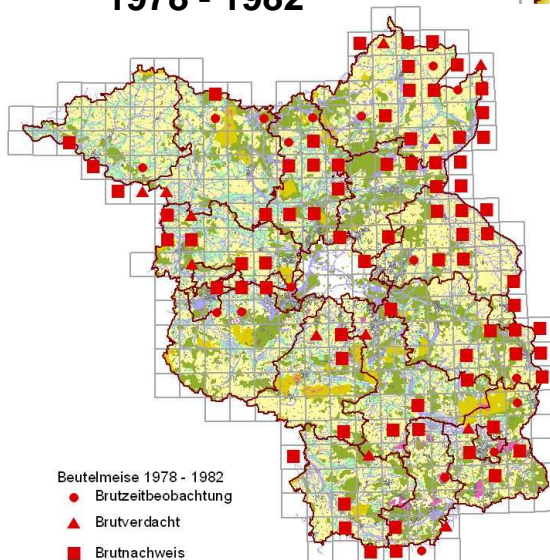 1978 - 1982
Beutelmeise 1978 - 1982
Brutzeitbeobachtung
Brutverdacht
Brutnachweis